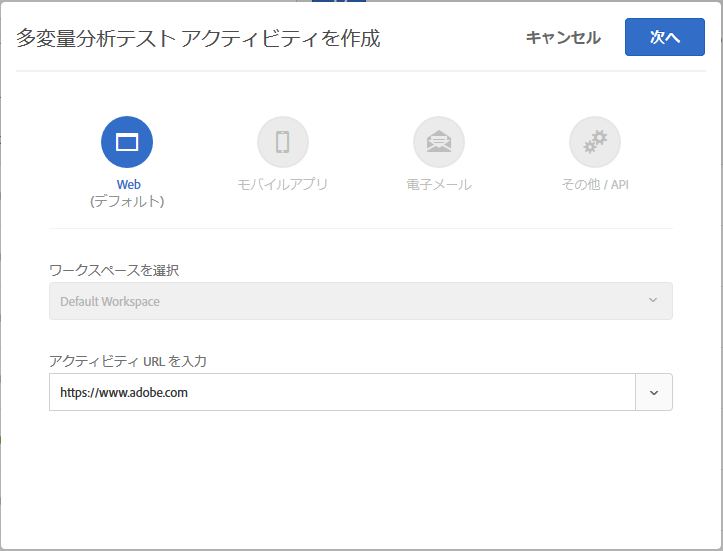 多変量分析テスト アクティビティを作成
キャンセル
次へ
Web
(デフォルト)
モバイルアプリ
電子メール
その他 / API
ワークスペースを選択
Default Workspace
アクティビティ URL を入力
https://www.adobe.com